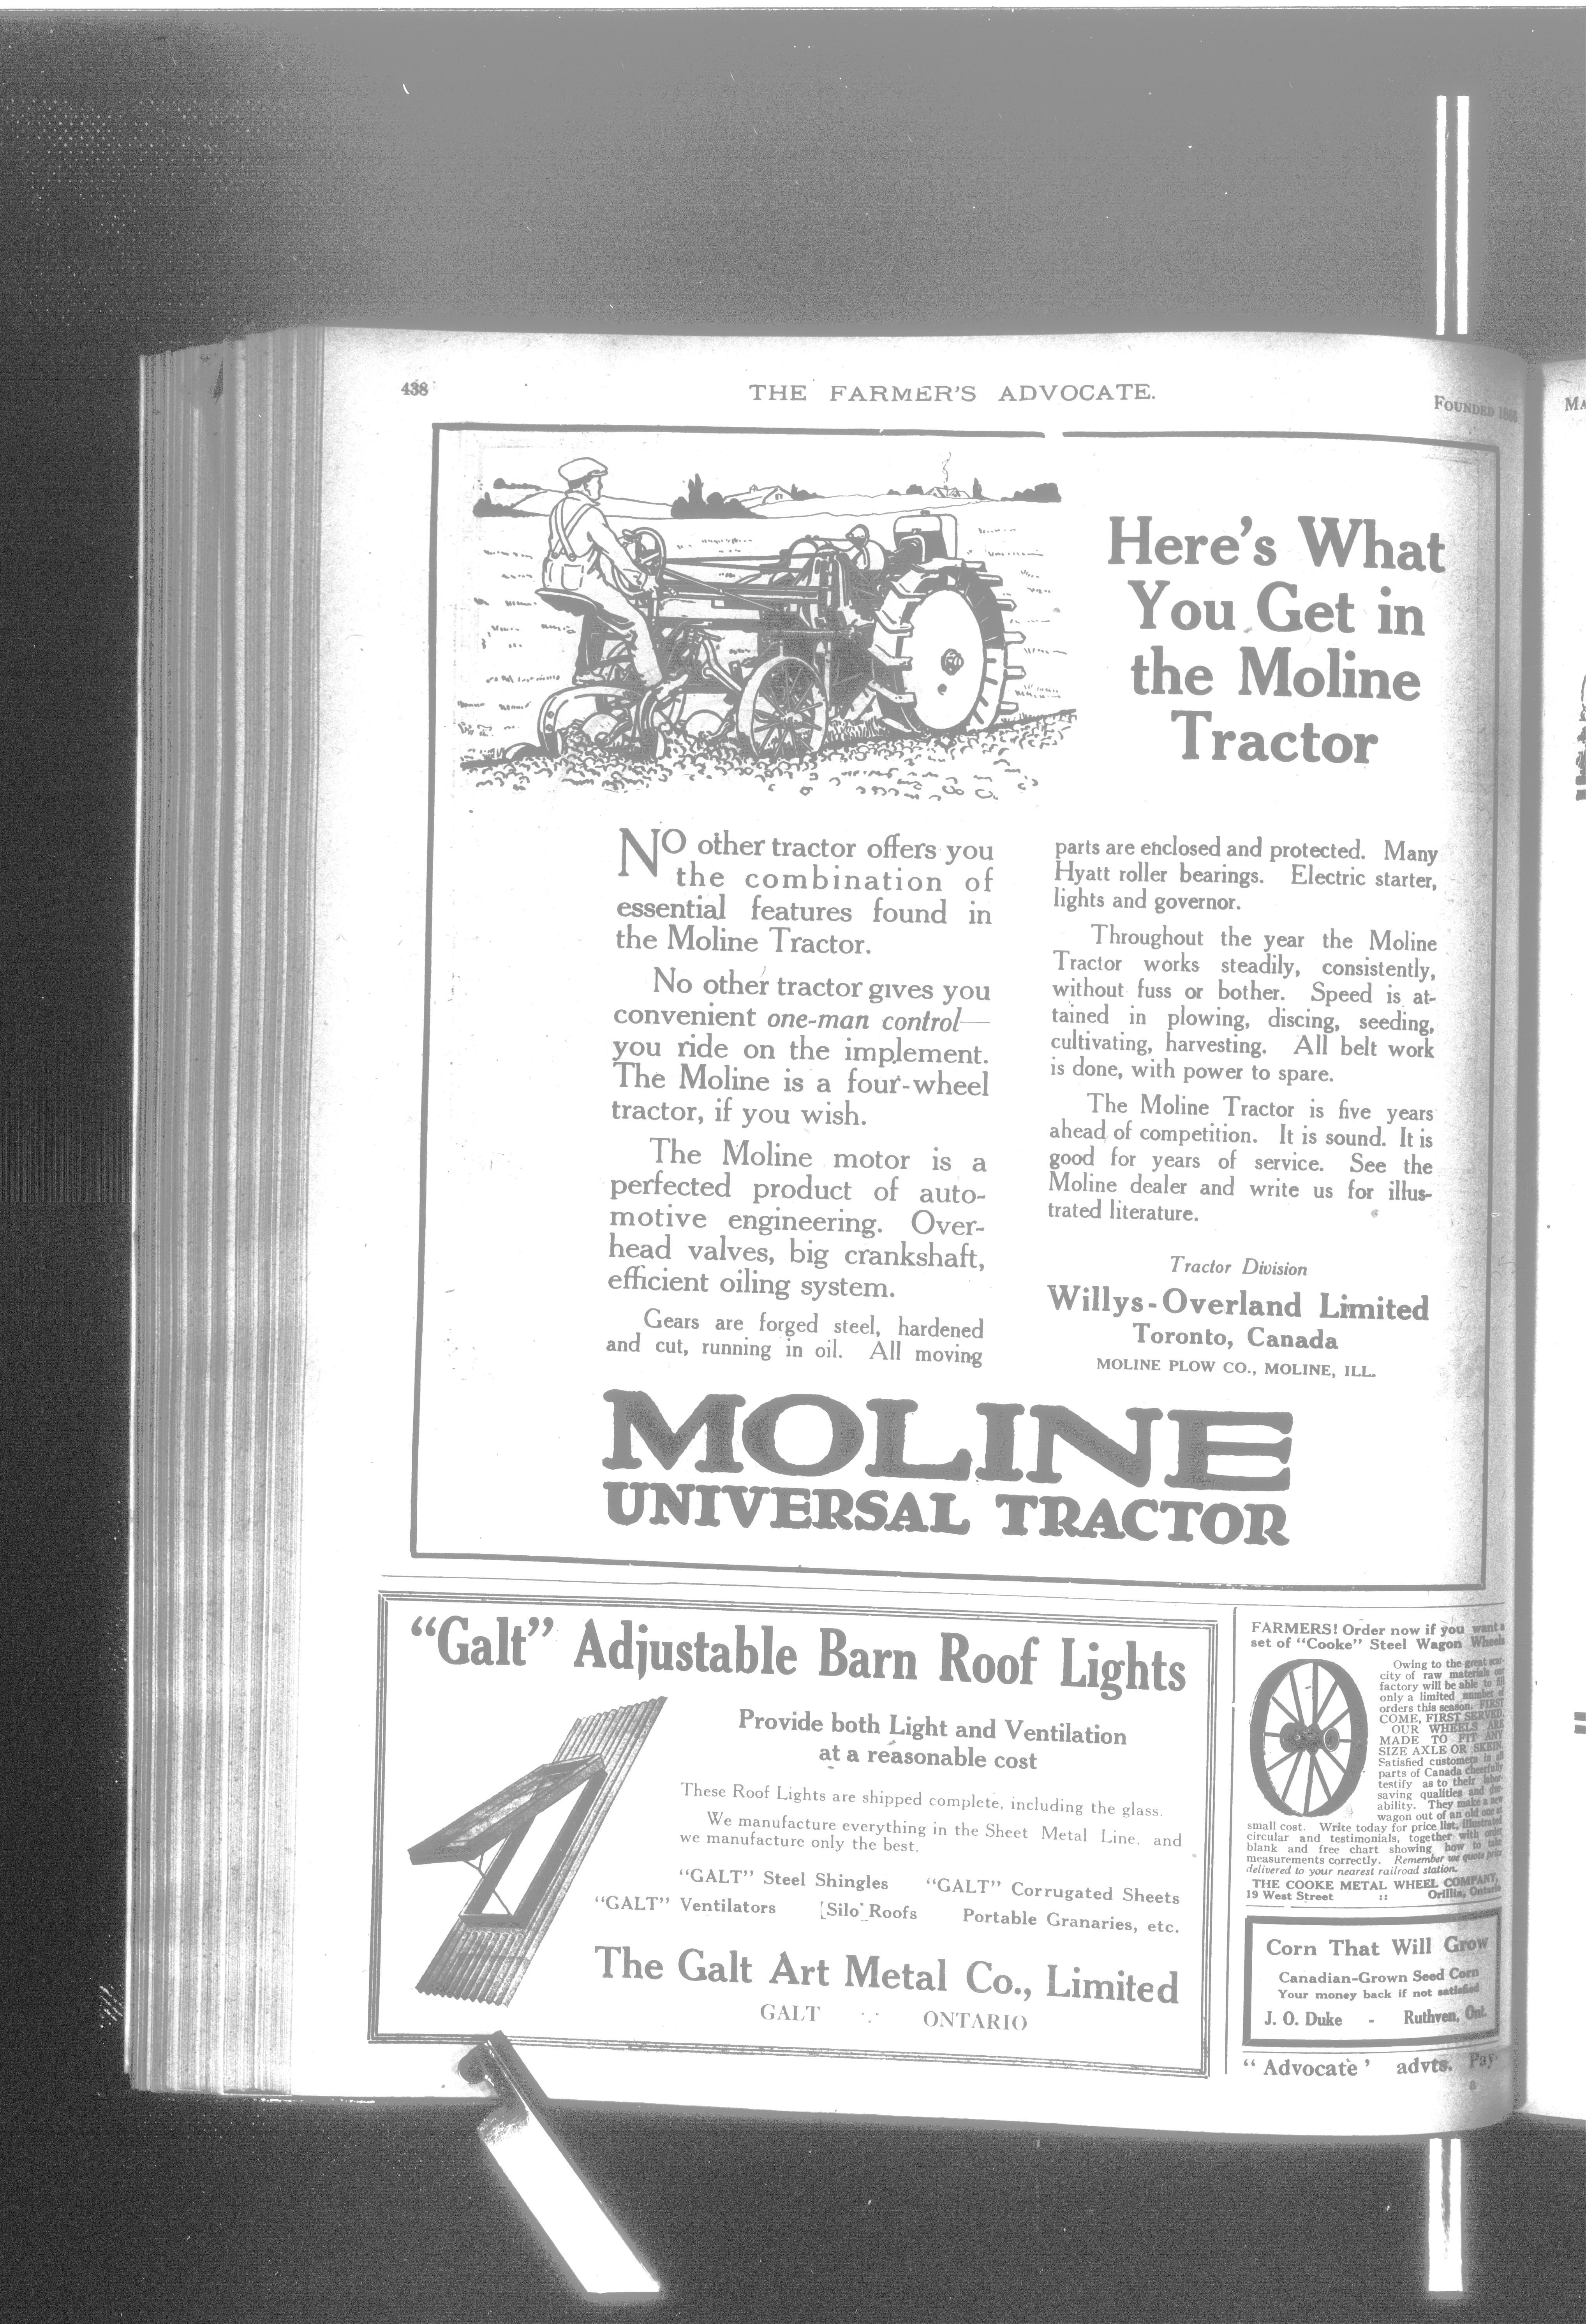 438
THE FARMER'S ADVOCATE.
FOUNDED 1866
Here's What
You Get in
the Moline
Tractor
NO other tractor offers you
the combination of
essential features found in
the Moline Tractor.
No other tractor gives you
convenient one-man control—
you ride on the implement.
The Moline is a four-wheel
tractor, if you wish.
The Moline motor is a
perfected product of auto-
motive engineering. Over-
head valves, big crankshaft,
efficient oiling system.
Gears are forged steel, hardened
and cut, running in oil. All moving
parts are enclosed and protected. Many
Hyatt roller bearings. Electric starter,
lights and governor.
Throughout the year the Moline
Tractor works steadily, consistently,
without fuss or bother. Speed is at-
tained in plowing, discing, seeding,
cultivating, harvesting. All belt work
is done, with power to spare.
The Moline Tractor is five years
ahead of competition. It is sound. It is
good for years of service. See the
Moline dealer and write us for illus-
trated literature.
Tractor Division
Willys-Overland Limited
Toronto, Canada
MOLINE PLOW CO., MOLINE, ILL.
MOLINE
UNIVERSAL TRACTOR
"Galt" Adjustable Barn Roof Lights
Provide both Light and Ventilation
at a reasonable cost
These Roof Lights are shipped complete, including the glass.
We manufacture everything in the Sheet Metal Line, and
we manufacture only the best.
"GALT" Steel Shingles "GALT" Corrugated Sheets
"GALT" Ventilators Silo Roofs Portable Granaries, etc.
The Galt Art Metal Co., Limited
GALT ∵ ONTARIO
FARMERS! Order now if you want a
set of "Cooke" Steel Wagon Wheels
Owing to the great scar-
city of raw materials our
factory will be able to fill
only a limited number of
orders this season. FIRST
COME, FIRST SERVED.
OUR WHEELS ARE
MADE TO FIT ANY
SIZE AXLE OR SKEIN.
Satisfied customers in all
parts of Canada cheerfully
testify as to their labor-
saving qualities and dur-
ability. They make a new
wagon out of an old one at
small cost. Write today for price list, illustrated
circular and testimonials, together with order
blank and free chart showing how to take
measurements correctly. Remember we quote price
delivered to your nearest railroad station.
THE COOKE METAL WHEEL COMPANY,
19 West Street :: Orillia, Ontario
Corn That Will Grow
Canadian-Grown Seed Corn
Your money back if not satisfied
J. O. Duke - Ruthven, Ont.
"Advocate' advts. Pay
MA